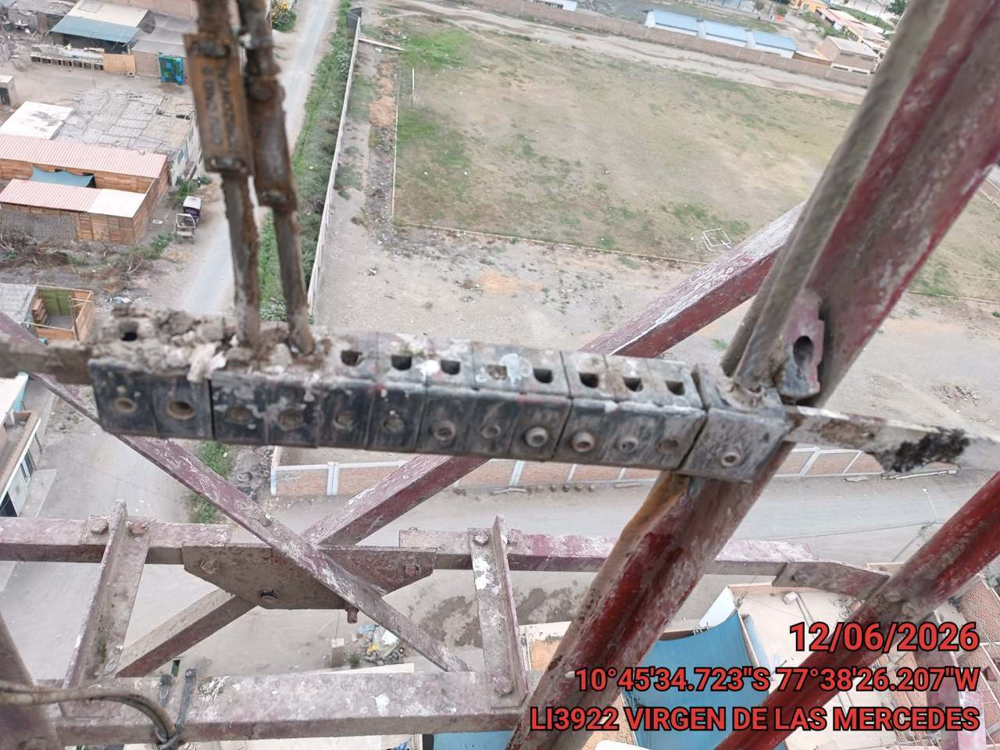 12/06/2026
10°45'34.723"S 77°38'26.207"W
LI3922 VIRGEN DE LAS MERCEDES